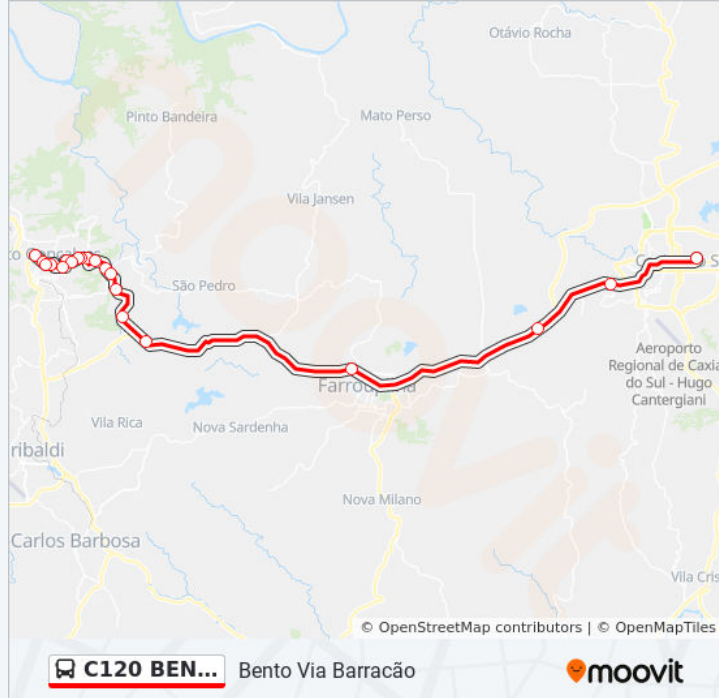 Otávio Rocha
Mato Perso
Pinto Bandeira
Vila Jansen
São Pedro
Aeroporto
Regional de Caxia
do Sul - Hugo
Cantergiani
Vila Rica
Nova Sardenha
ribaldi
Nova Milano
Carlos Barbosa
Vila Cris
moovit
© OpenStreetMap contributors | © OpenMapTiles
C120 BEN...
Bento Via Barracão
moovit